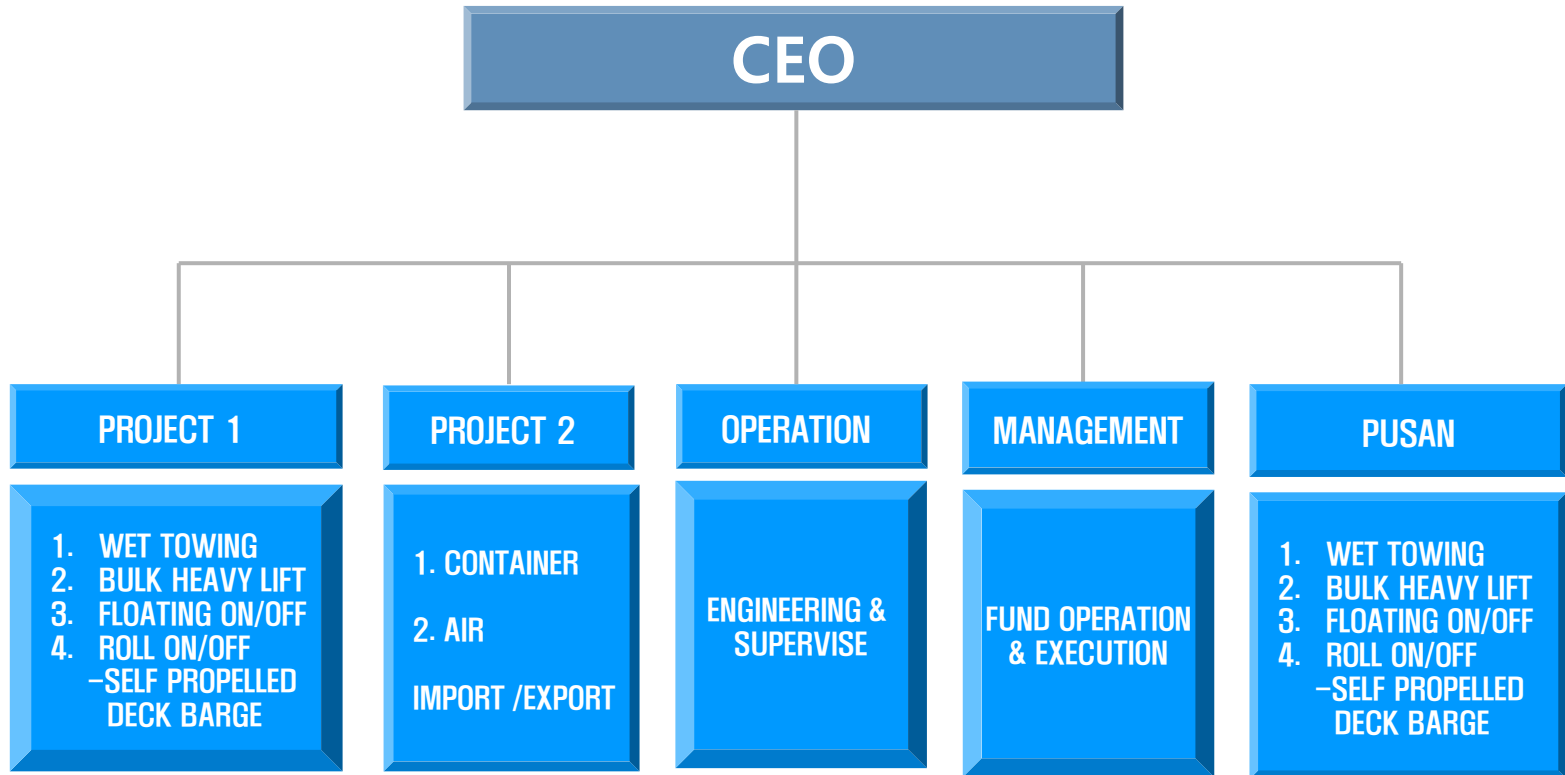 CEO
PROJECT 1
1. WET TOWING
2. BULK HEAVY LIFT
3. FLOATING ON/OFF
4. ROLL ON/OFF
-SELF PROPELLED
DECK BARGE
PROJECT 2
1. CONTAINER
2. AIR
IMPORT /EXPORT
OPERATION
ENGINEERING &
SUPERVISE
MANAGEMENT
FUND OPERATION
& EXECUTION
PUSAN
1. WET TOWING
2. BULK HEAVY LIFT
3. FLOATING ON/OFF
4. ROLL ON/OFF
-SELF PROPELLED
DECK BARGE